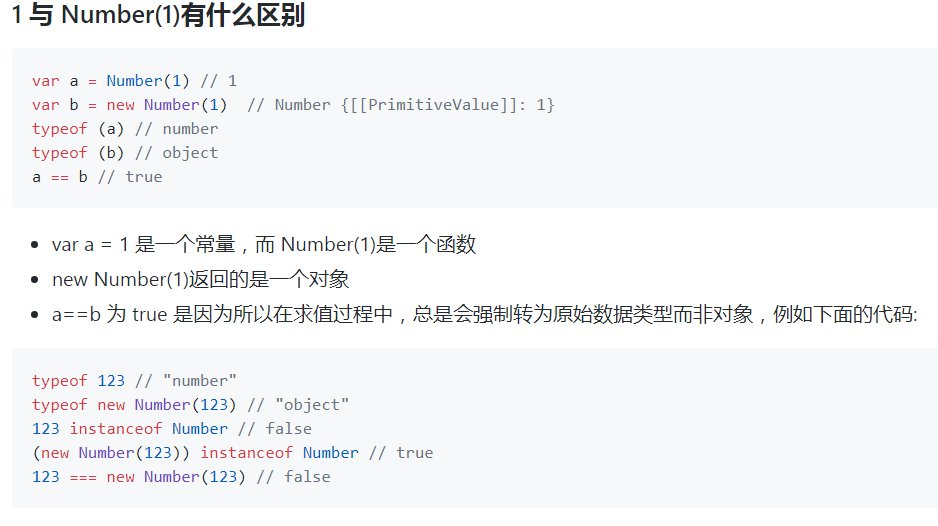 1 与 Number(1)有什么区别
var a = Number(1) // 1
var b = new Number(1)  // Number {[[PrimitiveValue]]: 1}
typeof (a) // number
typeof (b) // object
a == b // true
• var a = 1 是一个常量，而 Number(1)是一个函数
• new Number(1)返回的是一个对象
• a==b 为 true 是因为所以在求值过程中，总是会强制转为原始数据类型而非对象，例如下面的代码:
typeof 123 // "number"
typeof new Number(123) // "object"
123 instanceof Number // false
(new Number(123)) instanceof Number // true
123 === new Number(123) // false